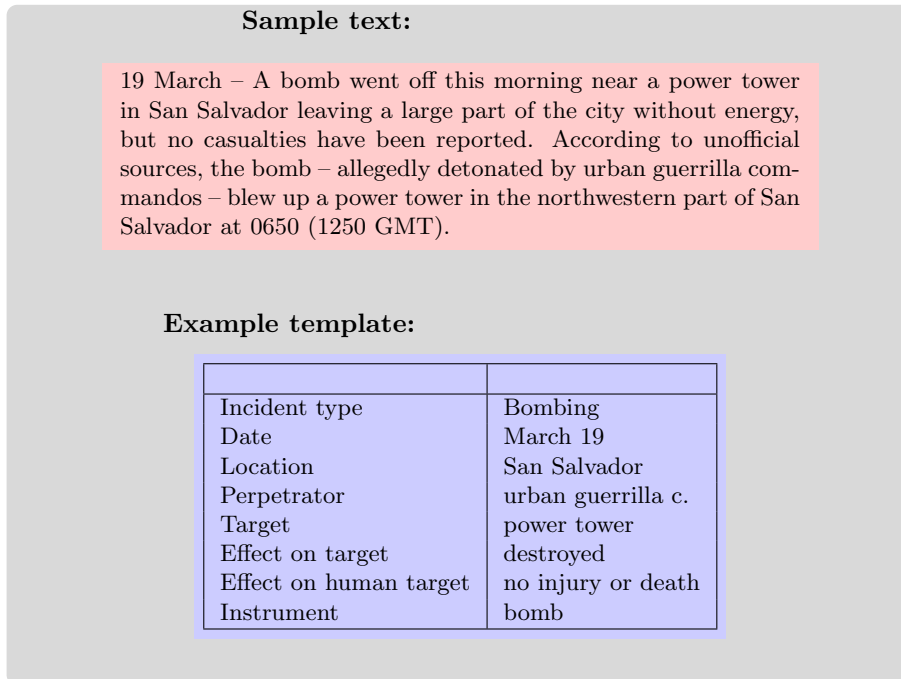 Sample text:
19 March – A bomb went off this morning near a power tower
in San Salvador leaving a large part of the city without energy,
but no casualties have been reported. According to unofficial
sources, the bomb – allegedly detonated by urban guerrilla com-
mandos – blew up a power tower in the northwestern part of San
Salvador at 0650 (1250 GMT).
Example template:
Incident type Bombing
Date March 19
Location San Salvador
Perpetrator urban guerrilla c.
Target power tower
Effect on target destroyed
Effect on human target no injury or death
Instrument bomb